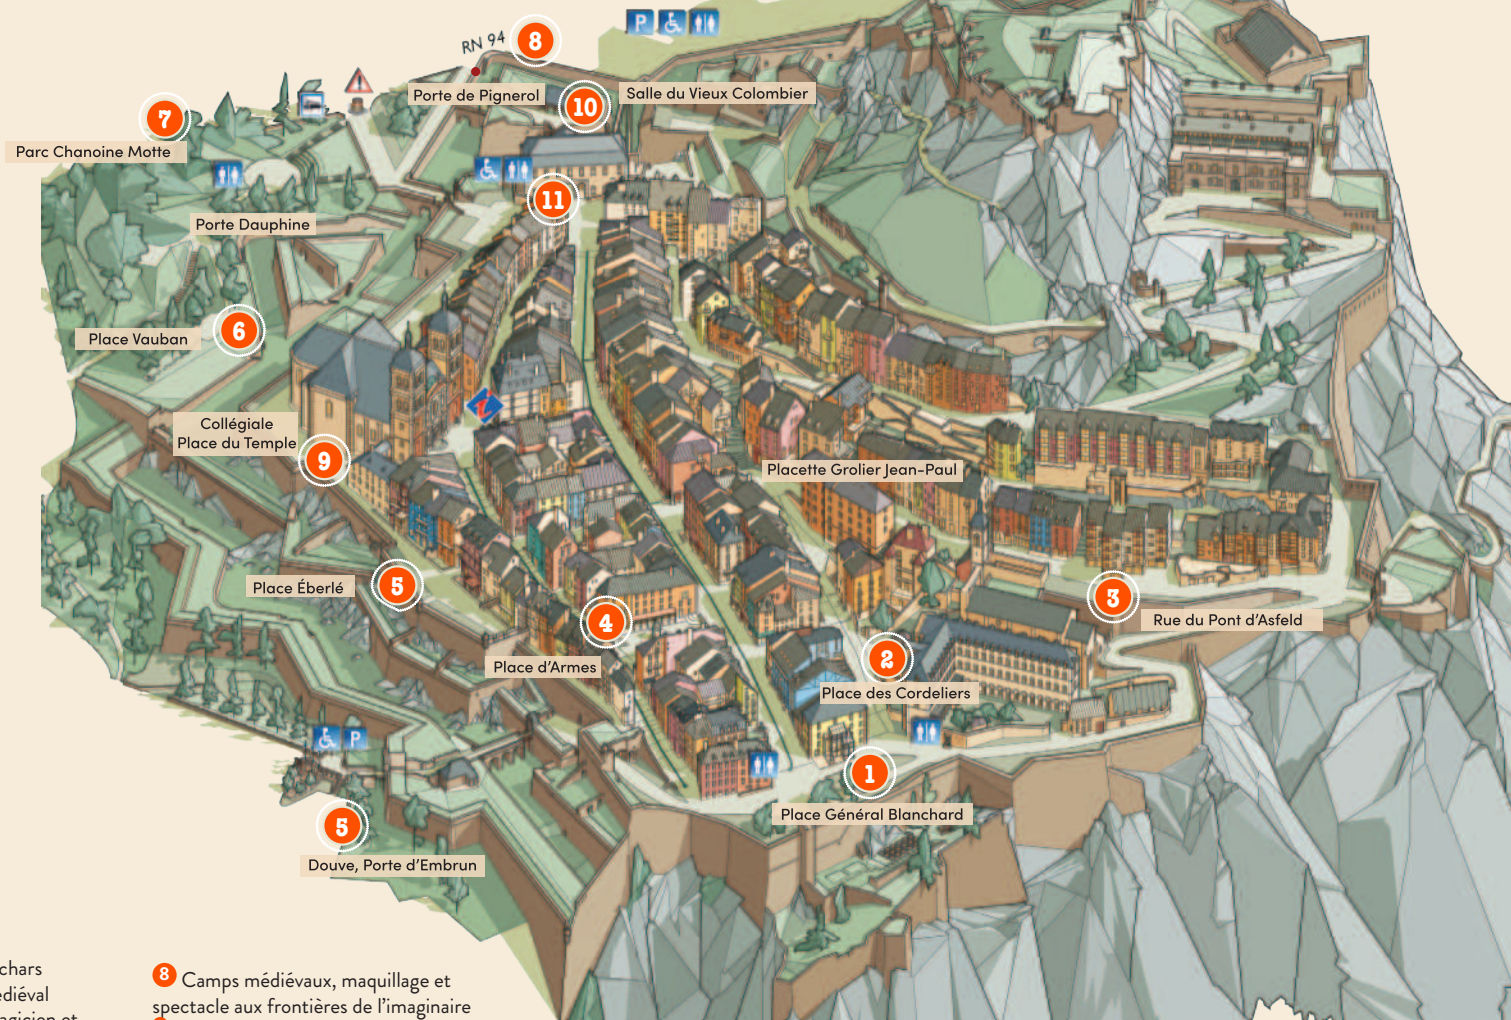 P
RN 94
8
Porte de Pignerol
10
Salle du Vieux Colombier
7
Parc Chanoine Motte
11
Porte Dauphine
6
Place Vauban
Collégiale
Place du Temple
9
Placette Grolier Jean-Paul
5
Place Éberlé
4
Place d'Armes
3
Rue du Pont d'Asfeld
2
Place des Cordeliers
P
1
Place Général Blanchard
5
Douve, Porte d'Embrun
chars
8 Camps médiévaux, maquillage et
spectacle aux frontières de l'imaginaire